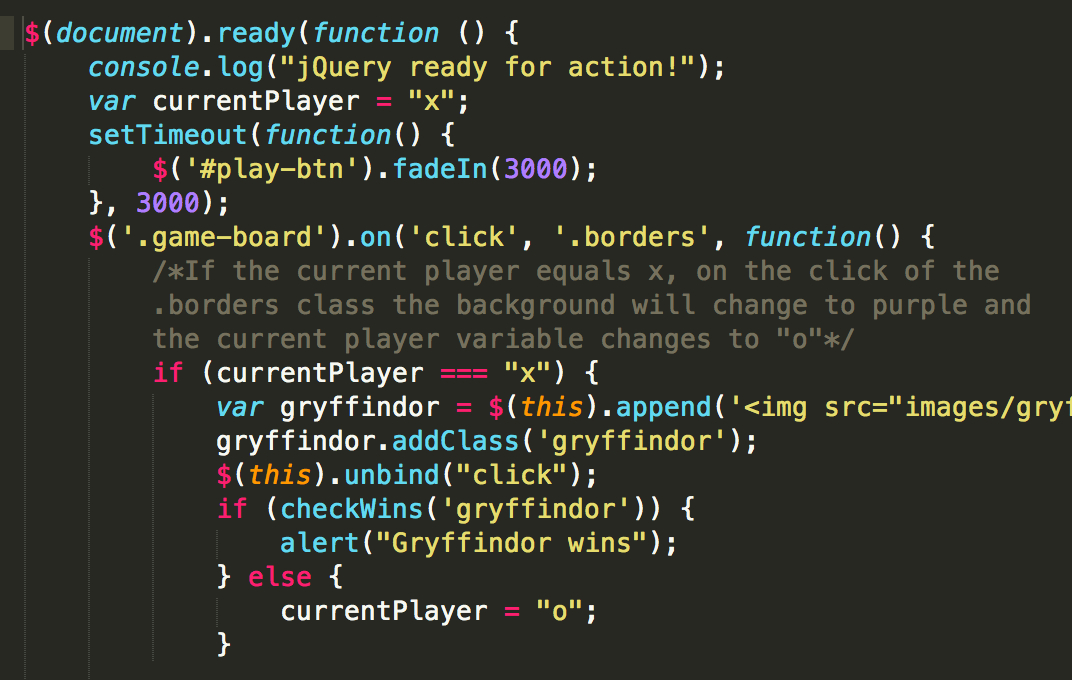 $(document).ready(function () {
console.log("jQuery ready for action!");
var currentPlayer = "x";
setTimeout(function() {
$('#play-btn').fadeIn(3000);
}, 3000);
$('.game-board').on('click', '.borders', function() {
/*If the current player equals x, on the click of the
.borders class the background will change to purple and
the current player variable changes to "o"*/
if (currentPlayer === "x") {
var gryffindor = $(this).append('<img src="images/gryf
gryffindor.addClass('gryffindor');
$(this).unbind("click");
if (checkWins('gryffindor')) {
alert("Gryffindor wins");
} else {
currentPlayer = "o";
}